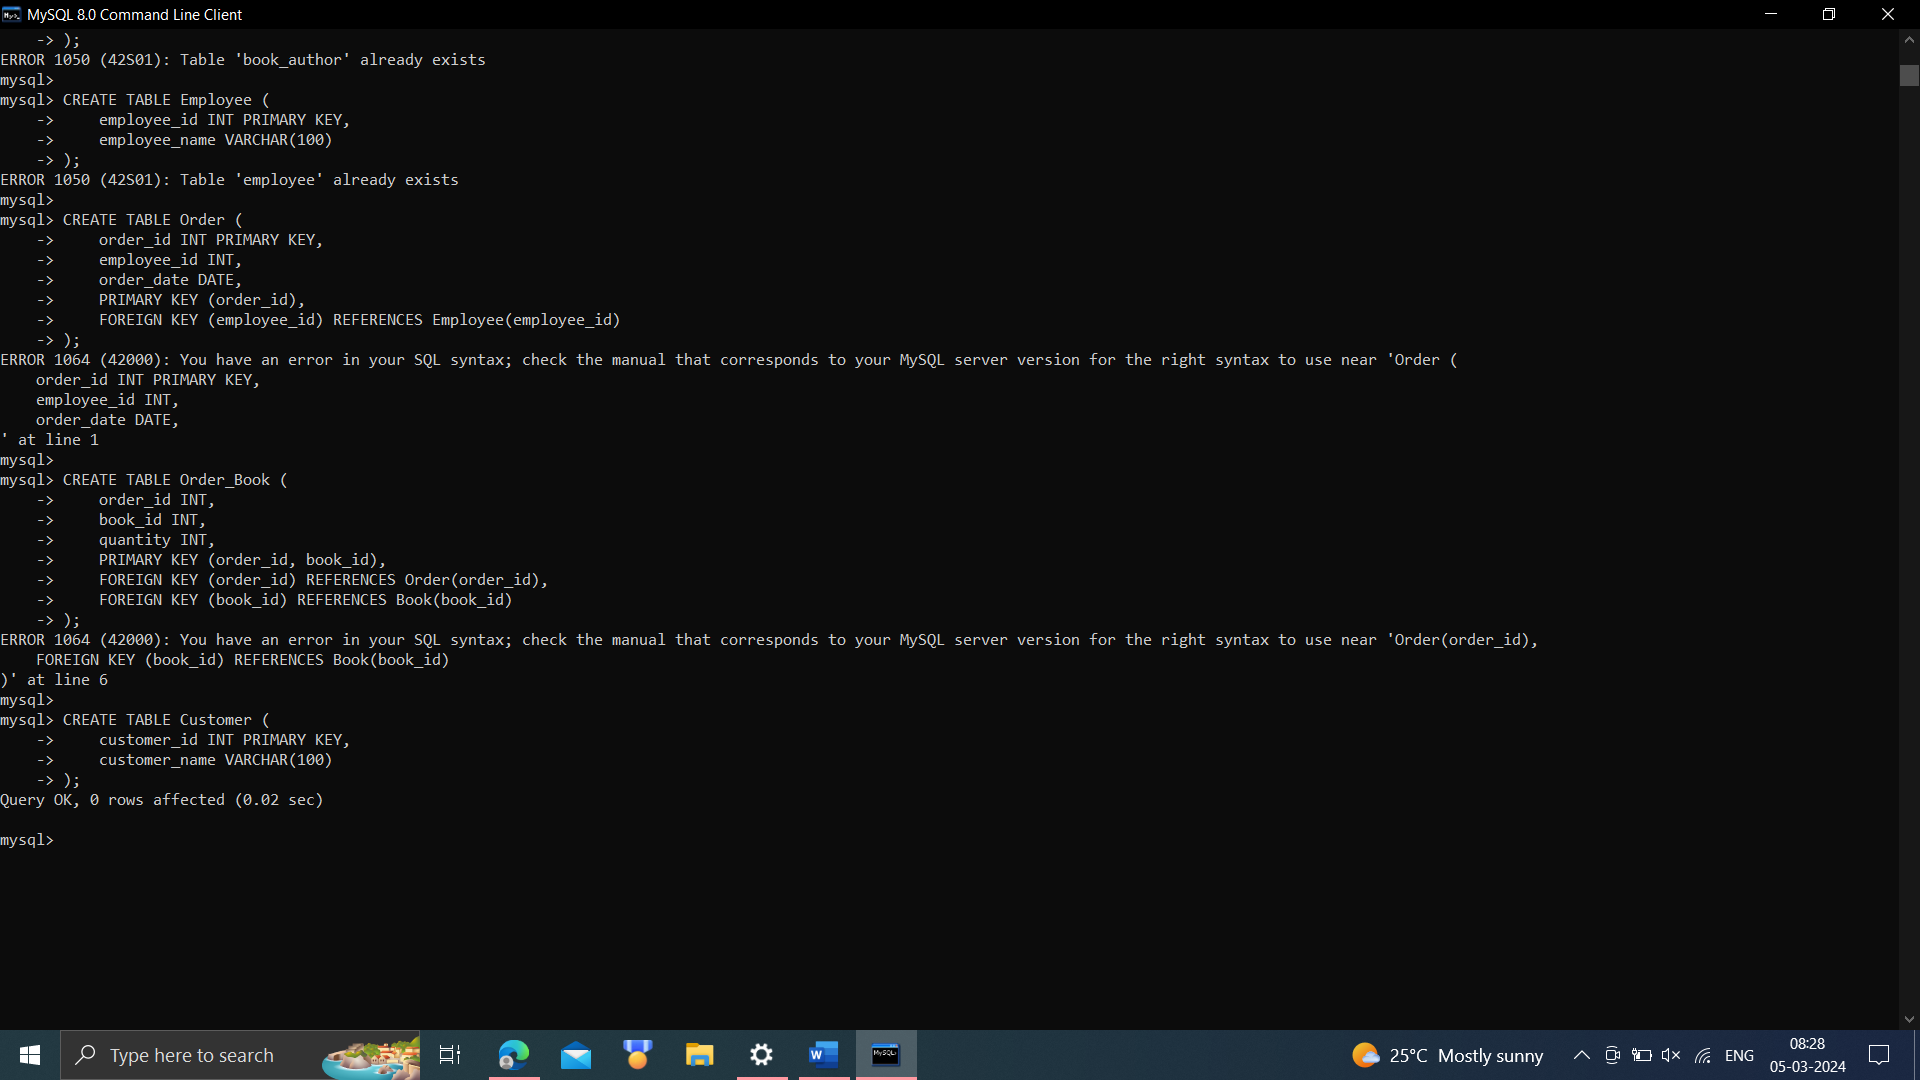 MySQL 8.0 Command Line Client
    -> );
ERROR 1050 (42S01): Table 'book_author' already exists
mysql>
mysql> CREATE TABLE Employee (
    ->     employee_id INT PRIMARY KEY,
    ->     employee_name VARCHAR(100)
    -> );
ERROR 1050 (42S01): Table 'employee' already exists
mysql>
mysql> CREATE TABLE Order (
    ->     order_id INT PRIMARY KEY,
    ->     employee_id INT,
    ->     order_date DATE,
    ->     PRIMARY KEY (order_id),
    ->     FOREIGN KEY (employee_id) REFERENCES Employee(employee_id)
    -> );
ERROR 1064 (42000): You have an error in your SQL syntax; check the manual that corresponds to your MySQL server version for the right syntax to use near 'Order (
    order_id INT PRIMARY KEY,
    employee_id INT,
    order_date DATE,
' at line 1
mysql>
mysql> CREATE TABLE Order_Book (
    ->     order_id INT,
    ->     book_id INT,
    ->     quantity INT,
    ->     PRIMARY KEY (order_id, book_id),
    ->     FOREIGN KEY (order_id) REFERENCES Order(order_id),
    ->     FOREIGN KEY (book_id) REFERENCES Book(book_id)
    -> );
ERROR 1064 (42000): You have an error in your SQL syntax; check the manual that corresponds to your MySQL server version for the right syntax to use near 'Order(order_id),
    FOREIGN KEY (book_id) REFERENCES Book(book_id)
)' at line 6
mysql>
mysql> CREATE TABLE Customer (
    ->     customer_id INT PRIMARY KEY,
    ->     customer_name VARCHAR(100)
    -> );
Query OK, 0 rows affected (0.02 sec)
mysql>
Type here to search
25°C Mostly sunny
ENG
08:28
05-03-2024